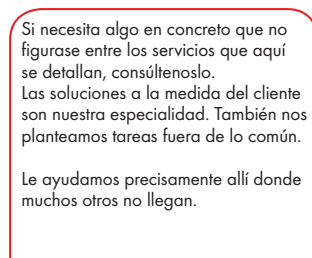 Si necesita algo en concreto que no
figurase entre los servicios que aquí
se detallan, consúltenoslo.
Las soluciones a la medida del cliente
son nuestra especialidad. También nos
planteamos tareas fuera de lo común.
Le ayudamos precisamente allí donde
muchos otros no llegan.